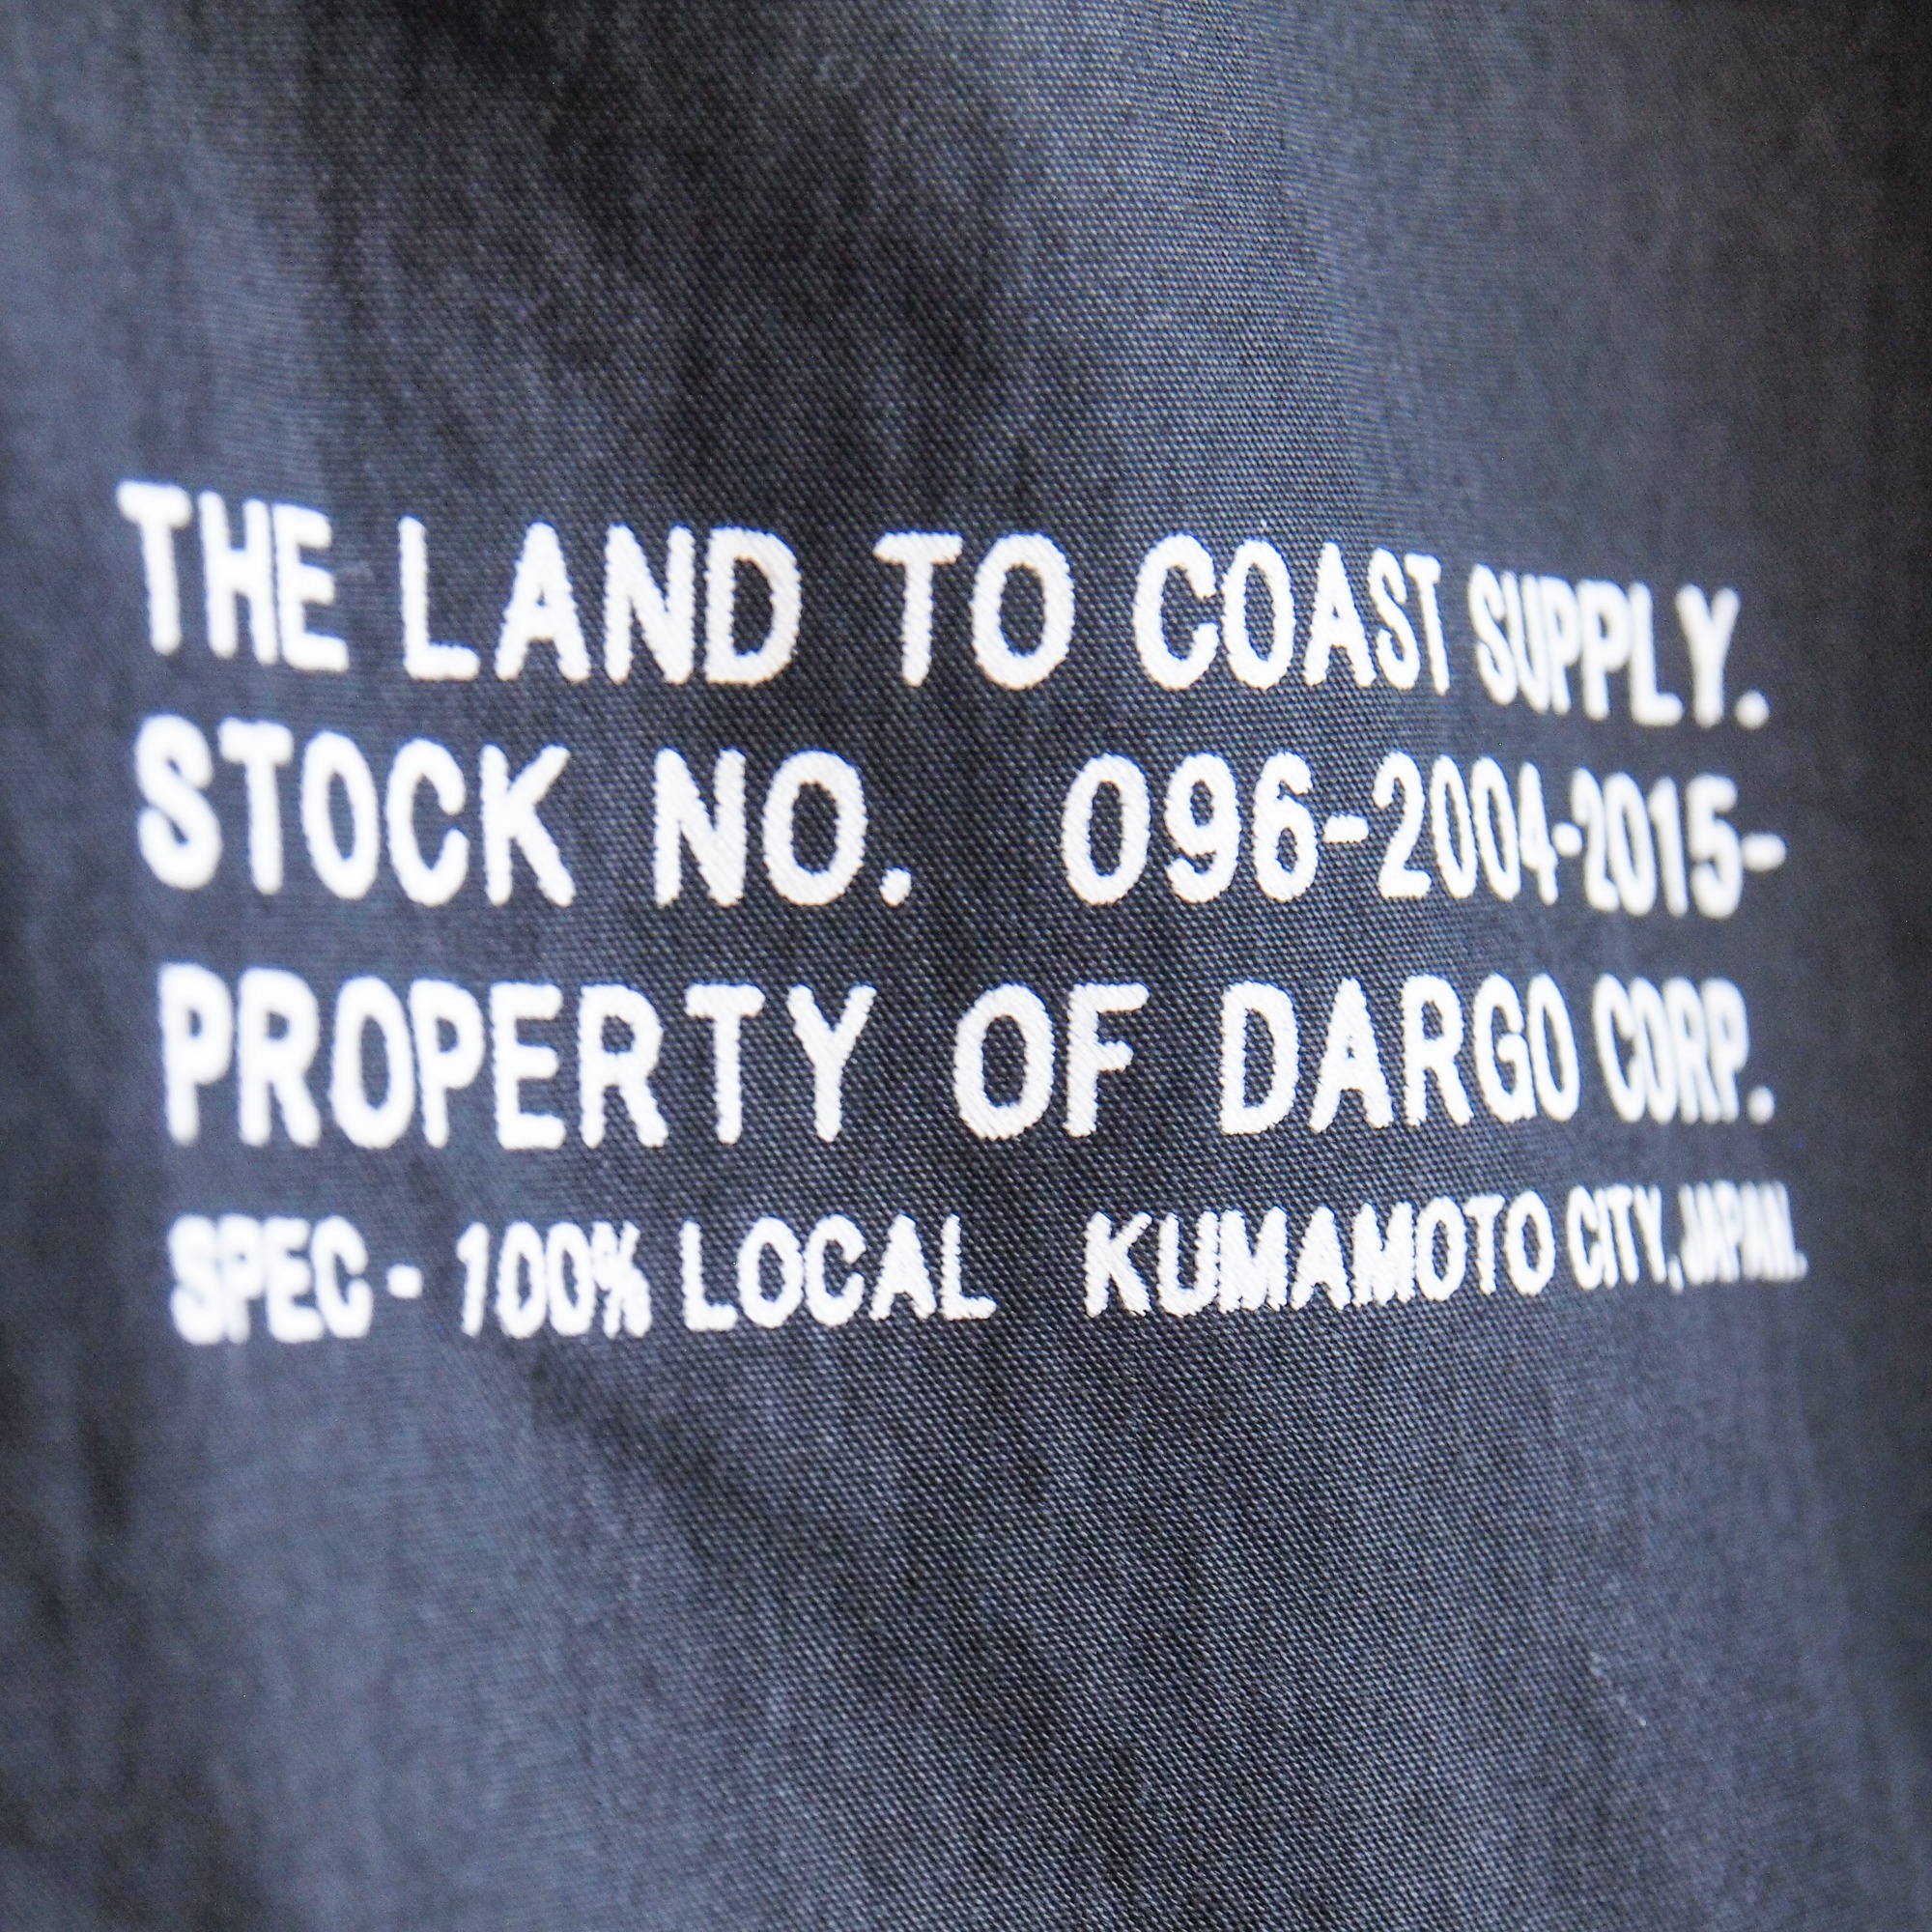 THE LAND TO COAST SUPPLY.
STOCK NO. 096-2004-2015-
PROPERTY OF DARGO CORP.
SPEC - 100% LOCAL KUMAMOTO CITY,JAPAN.